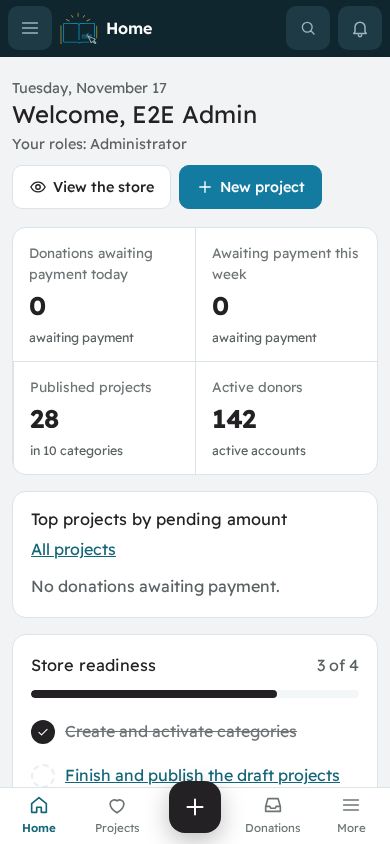 Home
Tuesday, November 17
Welcome, E2E Admin
Your roles: Administrator
View the store
New project
Donations awaiting
payment today
0
awaiting payment
Awaiting payment this
week
0
awaiting payment
Published projects
28
in 10 categories
Active donors
142
active accounts
Top projects by pending amount
All projects
No donations awaiting payment.
Store readiness
3 of 4
Create and activate categories
Finish and publish the draft projects
Home
Projects
Donations
More